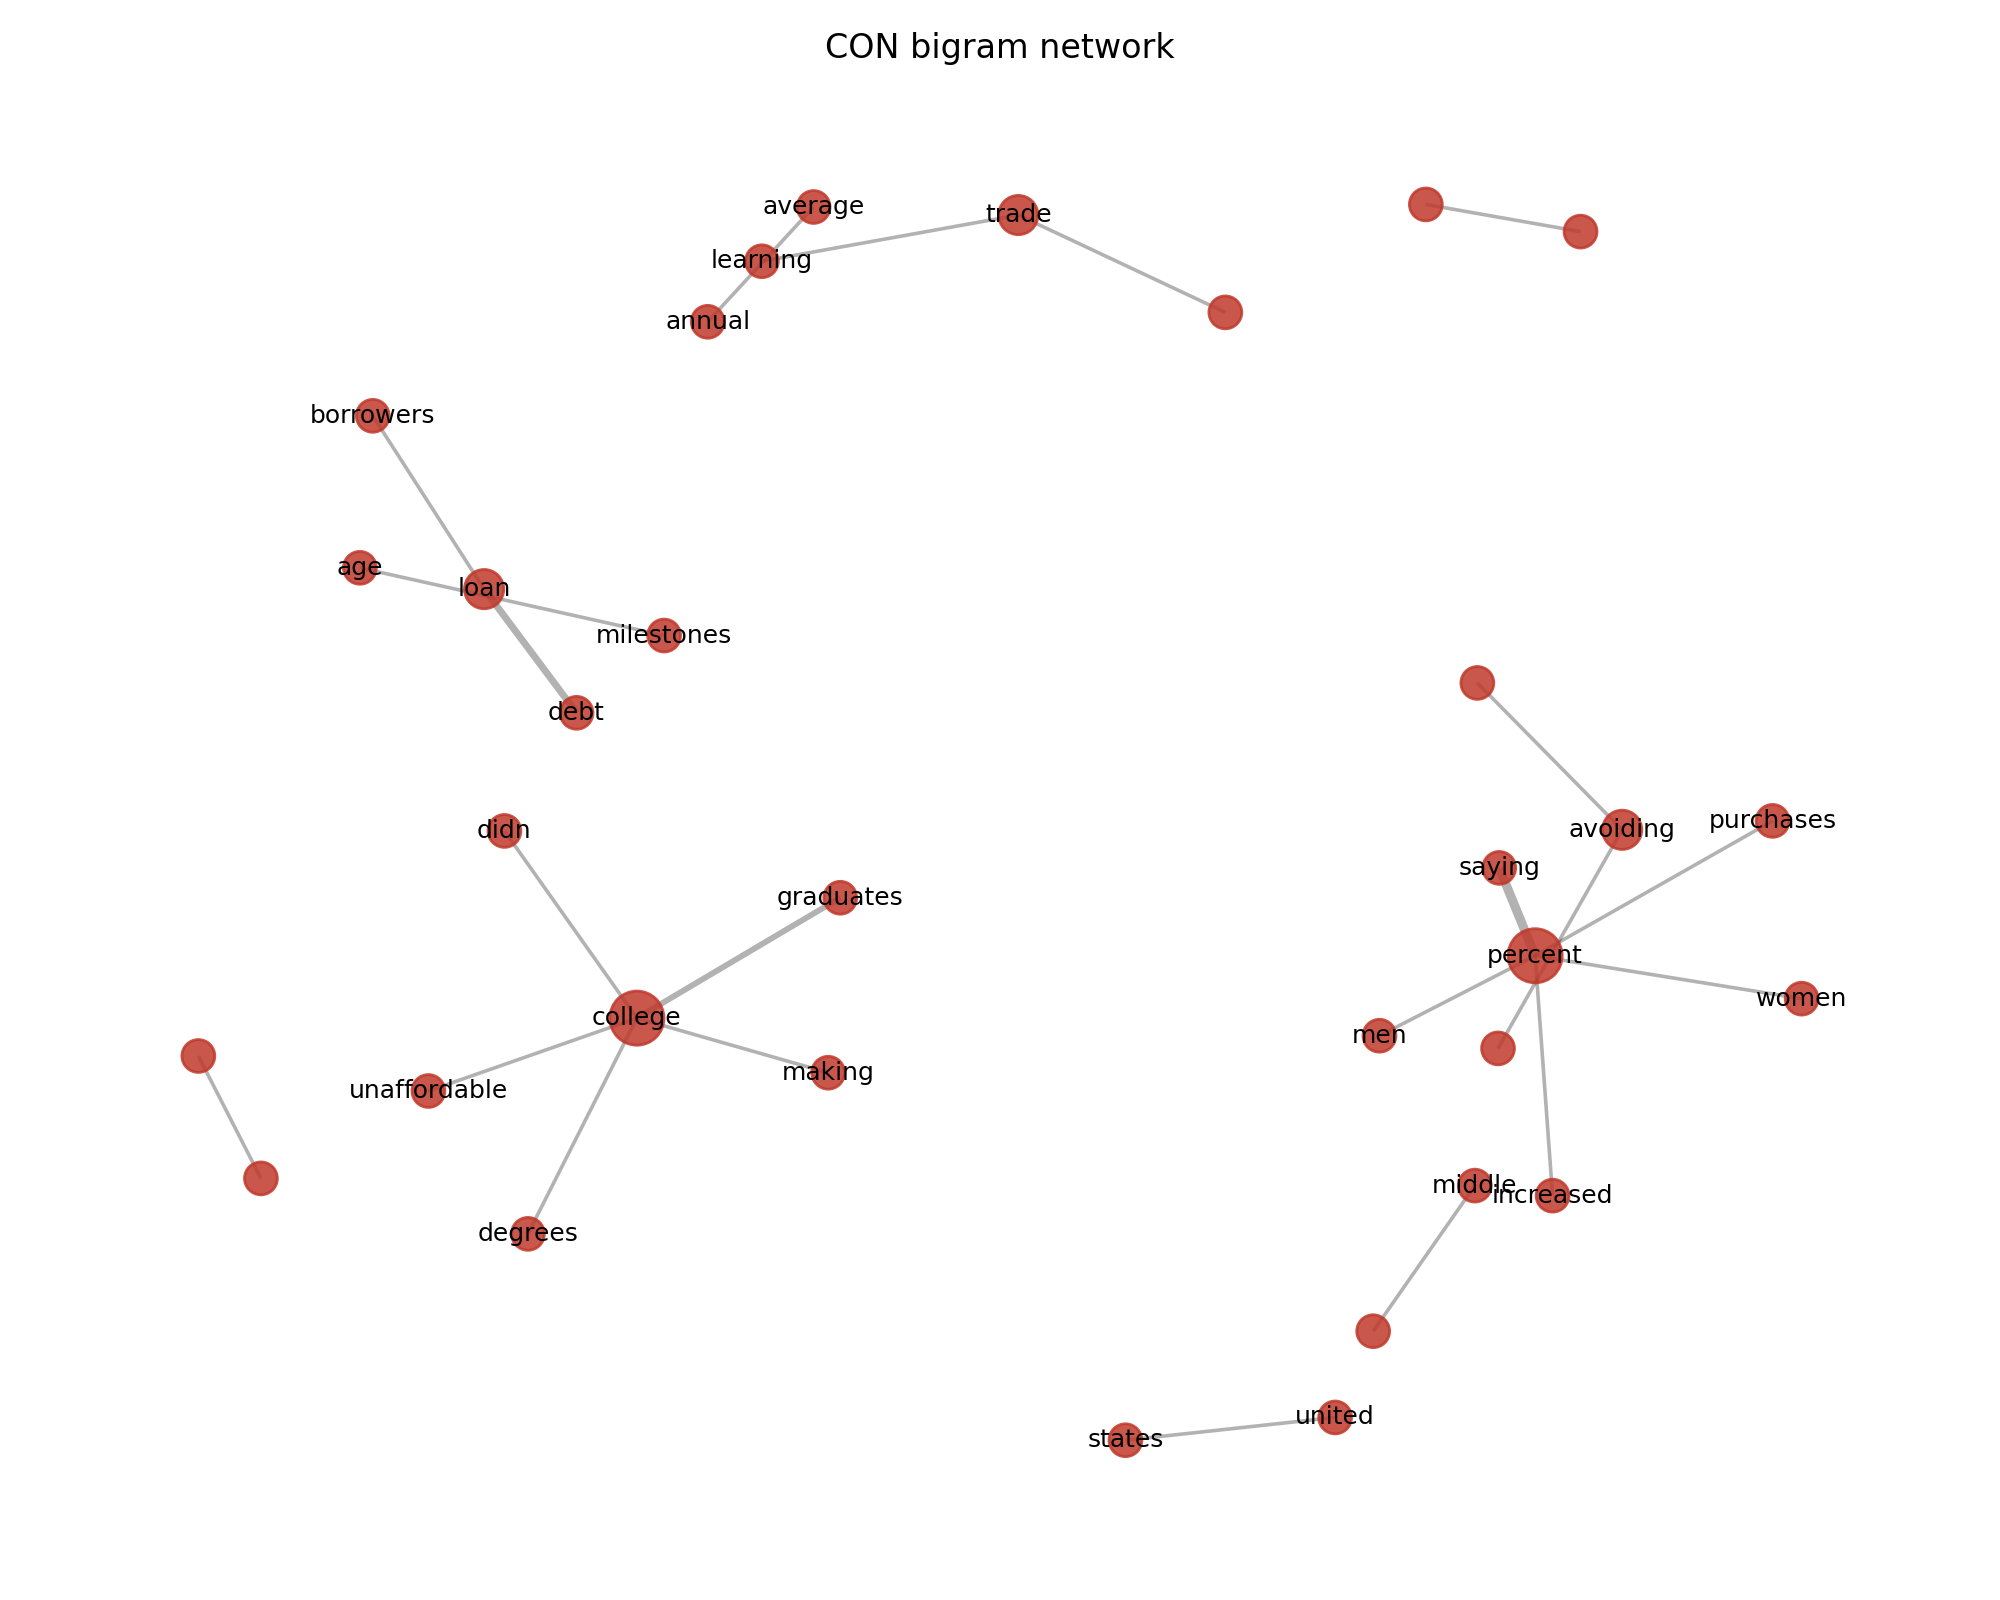 CON bigram network
average
trade
learning
annual
borrowers
age
loan
milestones
debt
didn
avoiding
purchases
saying
graduates
percent
women
college
men
making
unaffordable
middle
increased
degrees
united
states